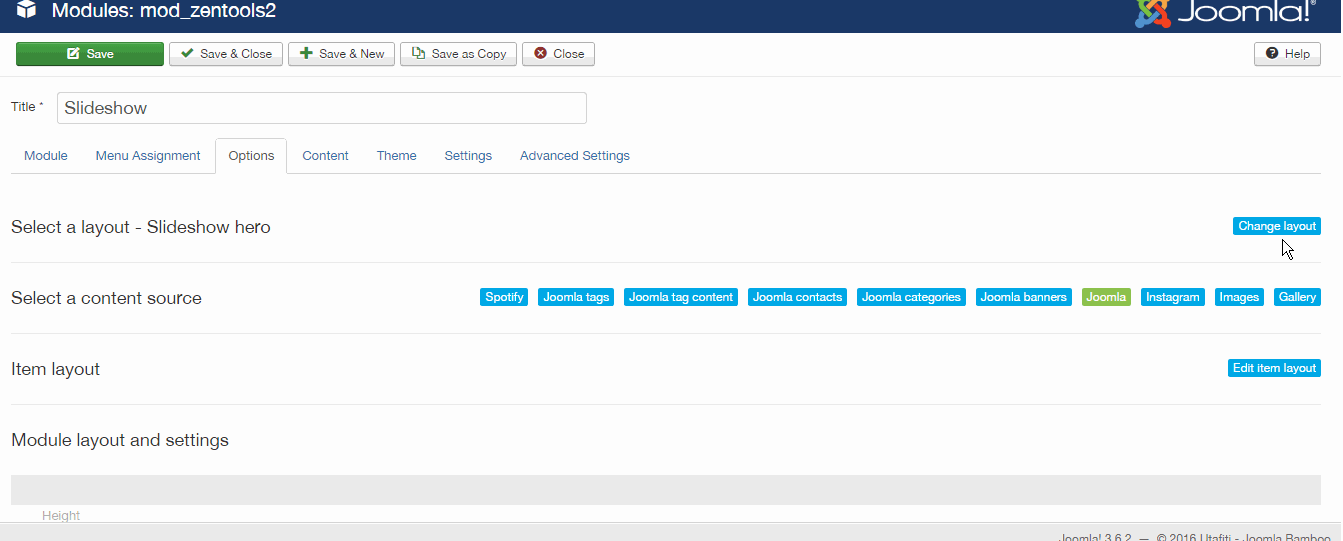 Modules: mod_zentools2
Joomla!®
Save Save & Close Save & New Save as Copy Close Help
Title * Slideshow
Module Menu Assignment Options Content Theme Settings Advanced Settings
Select a layout - Slideshow hero Change layout
Select a content source Spotify Joomla tags Joomla tag content Joomla contacts Joomla categories Joomla banners Joomla Instagram Images Gallery
Item layout Edit item layout
Module layout and settings
Height
Joomla! 3.6.2 — © 2016 Utafiti - Joomla Bamboo